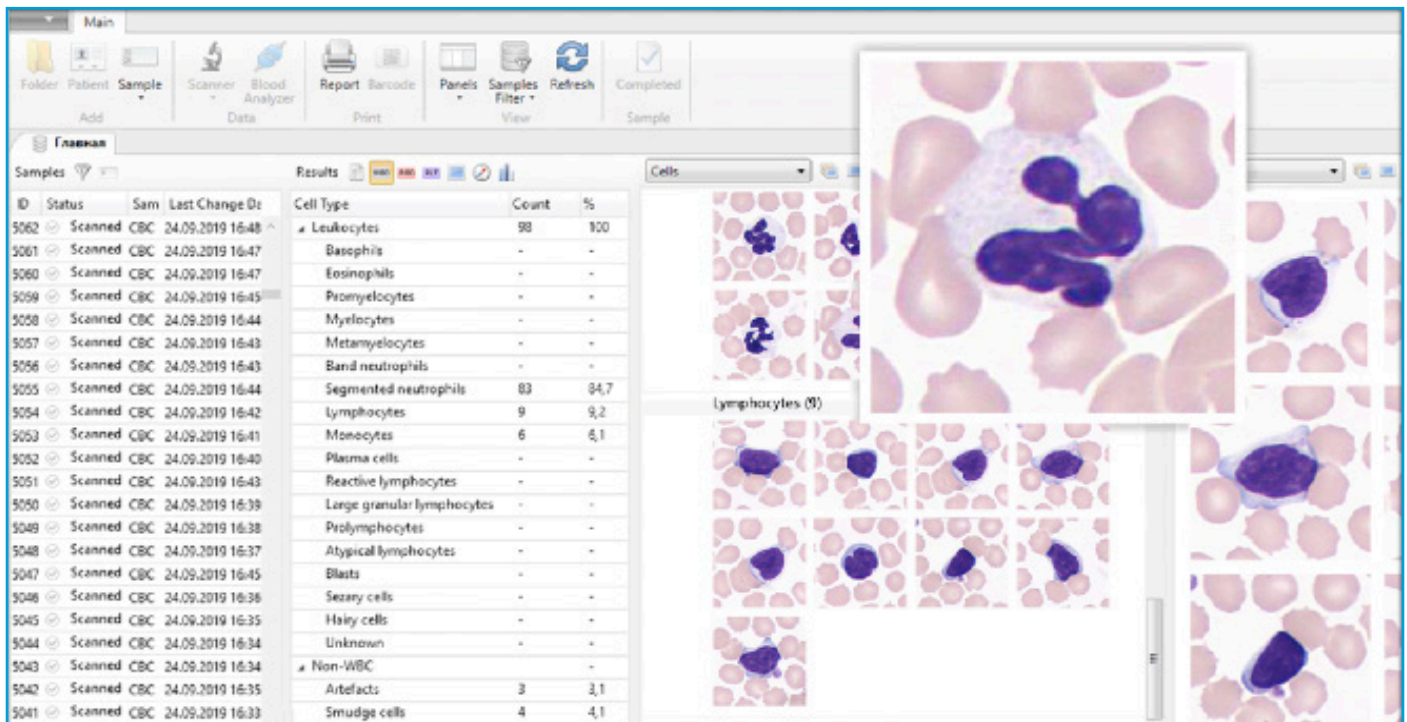 Main
Folder Patient Sample Scanner Blood Analyzer Report Barcode Panels Samples Filter Refresh Completed
Add Data Print View Sample
Главная
Samples Results Cells
ID Status Sam Last Change Da Cell Type Count %
5062 Scanned CBC 24.09.2019 16:48 Leukocytes 98 100
5061 Scanned CBC 24.09.2019 16:47 Basophils - -
5060 Scanned CBC 24.09.2019 16:47 Eosinophils - -
5059 Scanned CBC 24.09.2019 16:45 Promyelocytes - -
5058 Scanned CBC 24.09.2019 16:44 Myelocytes - -
5057 Scanned CBC 24.09.2019 16:43 Metamyelocytes - -
5056 Scanned CBC 24.09.2019 16:43 Band neutrophils - -
5055 Scanned CBC 24.09.2019 16:44 Segmented neutrophils 83 84,7
5054 Scanned CBC 24.09.2019 16:42 Lymphocytes 9 9,2
5053 Scanned CBC 24.09.2019 16:41 Monocytes 6 6,1
5052 Scanned CBC 24.09.2019 16:40 Plasma cells - -
5051 Scanned CBC 24.09.2019 16:43 Reactive lymphocytes - -
5050 Scanned CBC 24.09.2019 16:39 Large granular lymphocytes - -
5049 Scanned CBC 24.09.2019 16:38 Prolymphocytes - -
5048 Scanned CBC 24.09.2019 16:37 Atypical lymphocytes - -
5047 Scanned CBC 24.09.2019 16:45 Blasts - -
5046 Scanned CBC 24.09.2019 16:36 Sezary cells - -
5045 Scanned CBC 24.09.2019 16:35 Hairy cells - -
5044 Scanned CBC 24.09.2019 16:34 Unknown - -
5043 Scanned CBC 24.09.2019 16:34 Non-WBC -
5042 Scanned CBC 24.09.2019 16:35 Artefacts 3 3,1
5041 Scanned CBC 24.09.2019 16:33 Smudge cells 4 4,1
Lymphocytes (9)